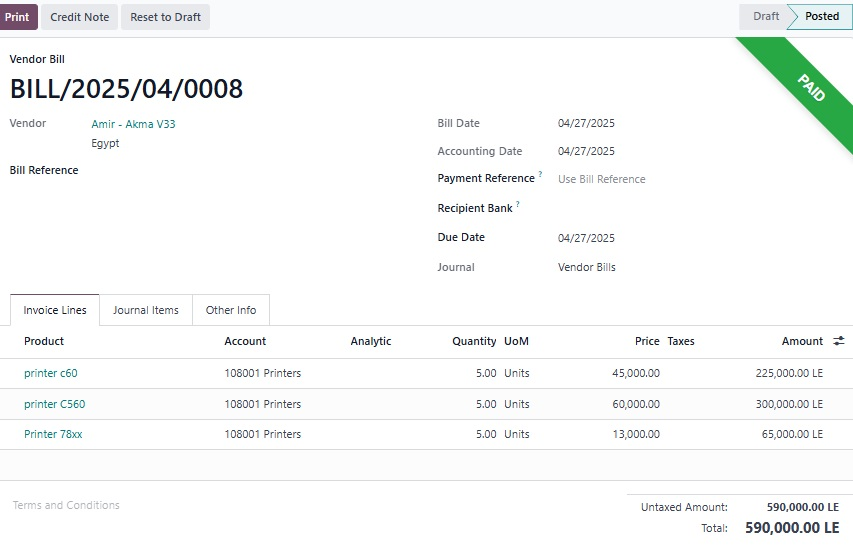 Print Credit Note Reset to Draft Draft Posted
PAID
Vendor Bill
BILL/2025/04/0008
Vendor Amir - Akma V33 Bill Date 04/27/2025
Egypt
Accounting Date 04/27/2025
Bill Reference Payment Reference ? Use Bill Reference
Recipient Bank ?
Due Date 04/27/2025
Journal Vendor Bills
Invoice Lines Journal Items Other Info
Product Account Analytic Quantity UoM Price Taxes Amount
printer c60 108001 Printers 5.00 Units 45,000.00 225,000.00 LE
printer C560 108001 Printers 5.00 Units 60,000.00 300,000.00 LE
Printer 78xx 108001 Printers 5.00 Units 13,000.00 65,000.00 LE
Terms and Conditions Untaxed Amount: 590,000.00 LE
Total: 590,000.00 LE